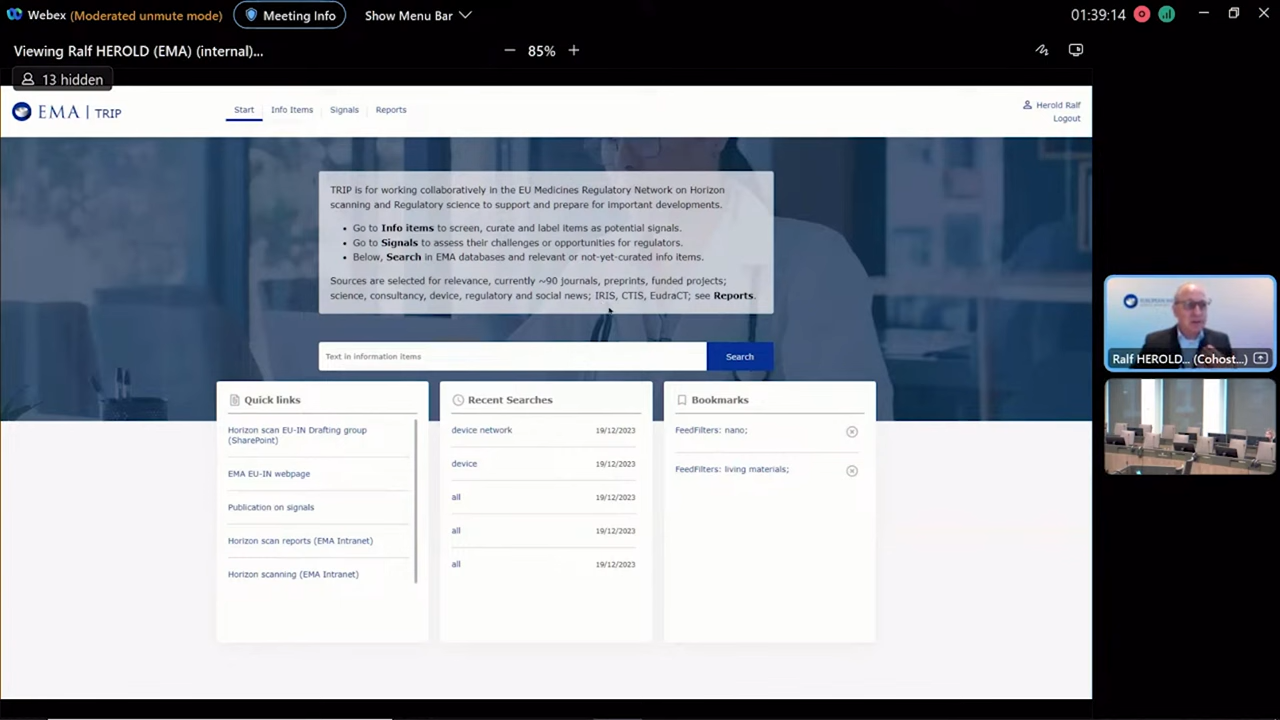 Webex (Moderated unmute mode) Meeting Info Show Menu Bar 01:39:14
Viewing Ralf HEROLD (EMA) (internal)... 85%
13 hidden
EMA | TRIP Start Info Items Signals Reports Herold Ralf
Logout
TRIP is for working collaboratively in the EU Medicines Regulatory Network on Horizon
scanning and Regulatory science to support and prepare for important developments.
• Go to Info items to screen, curate and label items as potential signals.
• Go to Signals to assess their challenges or opportunities for regulators.
• Below, Search in EMA databases and relevant or not-yet-curated info items.
Sources are selected for relevance, currently ~90 journals, preprints, funded projects;
science, consultancy, device, regulatory and social news; IRIS, CTIS, EudraCT; see Reports.
Text in information items Search
Quick links
Horizon scan EU-IN Drafting group
(SharePoint)
EMA EU-IN webpage
Publication on signals
Horizon scan reports (EMA Intranet)
Horizon scanning (EMA Intranet)
Recent Searches
device network 19/12/2023
device 19/12/2023
all 19/12/2023
all 19/12/2023
all 19/12/2023
Bookmarks
FeedFilters: nano;
FeedFilters: living materials;
Ralf HEROLD... (Cohost...)